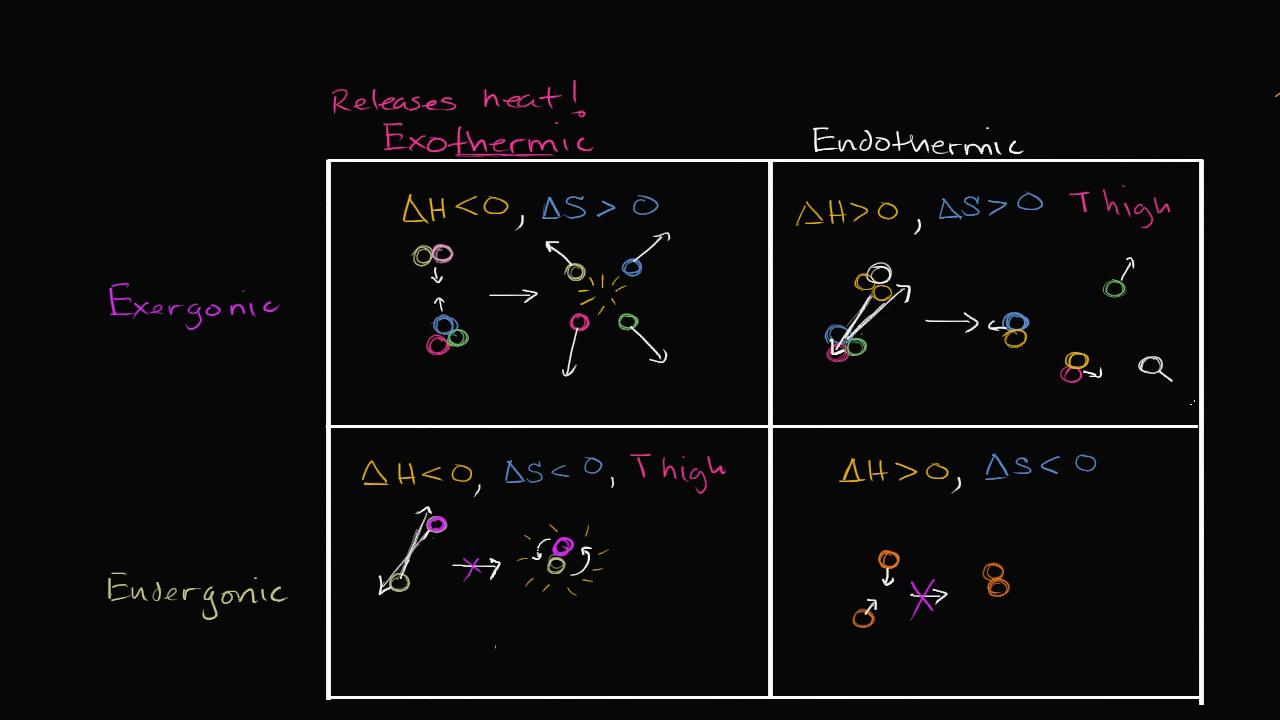 Releases heat!
Exothermic
Endothermic
ΔH<0, ΔS>0
ΔH>0, ΔS>0 T high
Exergonic
ΔH<0, ΔS<0, T high
ΔH>0, ΔS<0
Endergonic